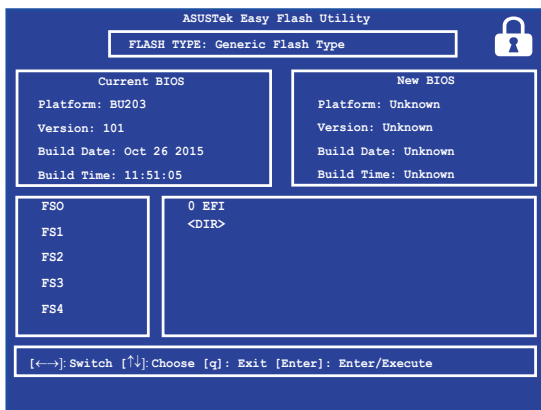 ASUSTek Easy Flash Utility
FLASH TYPE: Generic Flash Type
Current BIOS
Platform: BU203
Version: 101
Build Date: Oct 26 2015
Build Time: 11:51:05
New BIOS
Platform: Unknown
Version: Unknown
Build Date: Unknown
Build Time: Unknown
FSO
FS1
FS2
FS3
FS4
0 EFI
<DIR>
[←→]: Switch [↑↓]: Choose [q]: Exit [Enter]: Enter/Execute